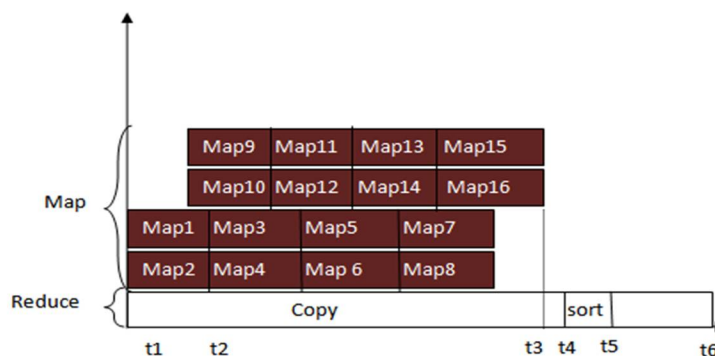 Map9 Map11 Map13 Map15
Map10 Map12 Map14 Map16
Map
Map1 Map3 Map5 Map7
Map2 Map4 Map 6 Map8
Reduce
Copy sort
t1 t2 t3 t4 t5 t6